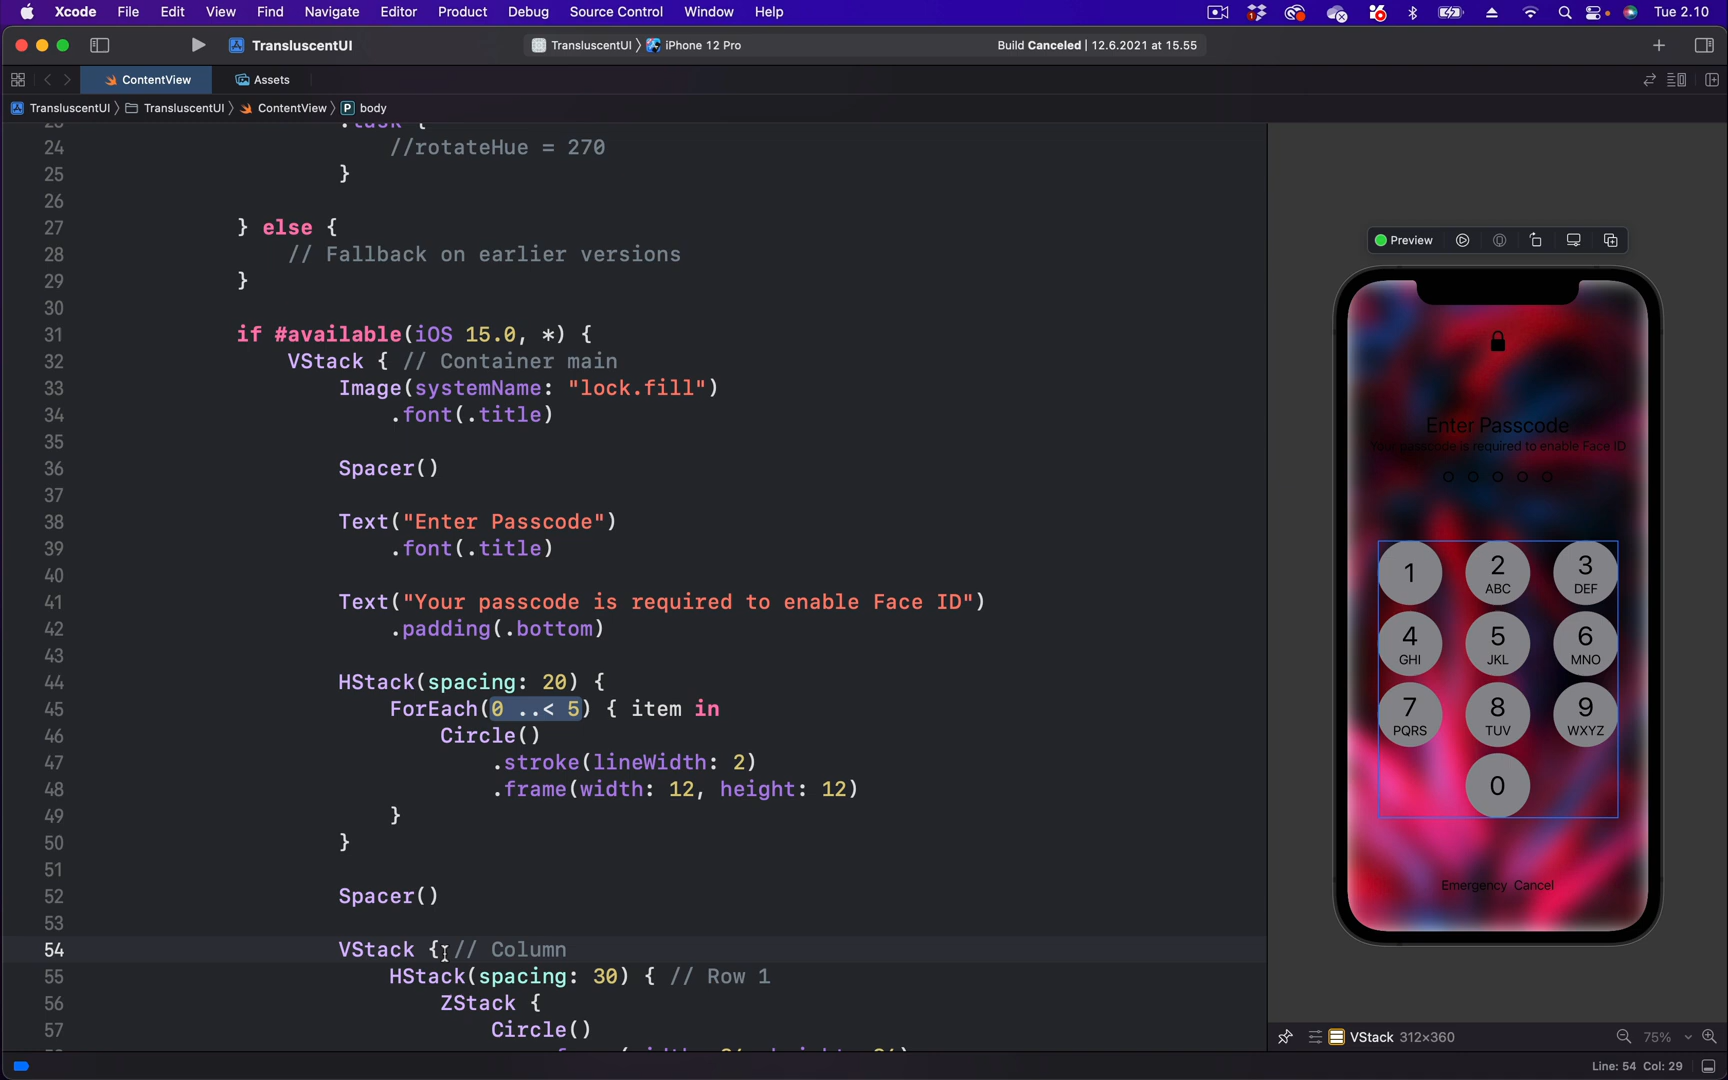 Xcode File Edit View Find Navigate Editor Product Debug Source Control Window Help Tue 2.10
TransluscentUI TransluscentUI iPhone 12 Pro Build Canceled | 12.6.2021 at 15.55
ContentView Assets
TransluscentUI TransluscentUI ContentView P body
.task {
24 //rotateHue = 270
25 }
26
27 } else {
28 // Fallback on earlier versions
29 }
30
31 if #available(iOS 15.0, *) {
32 VStack { // Container main
33 Image(systemName: "lock.fill")
34 .font(.title)
35
36 Spacer()
37
38 Text("Enter Passcode")
39 .font(.title)
40
41 Text("Your passcode is required to enable Face ID")
42 .padding(.bottom)
43
44 HStack(spacing: 20) {
45 ForEach(0 ..< 5) { item in
46 Circle()
47 .stroke(lineWidth: 2)
48 .frame(width: 12, height: 12)
49 }
50 }
51
52 Spacer()
53
54 VStack { // Column
55 HStack(spacing: 30) { // Row 1
56 ZStack {
57 Circle()
Preview
Enter Passcode
Your passcode is required to enable Face ID
1 2 3
ABC DEF
4 5 6
GHI JKL MNO
7 8 9
PQRS TUV WXYZ
0
Emergency Cancel
VStack 312×360 75%
Line: 54 Col: 29